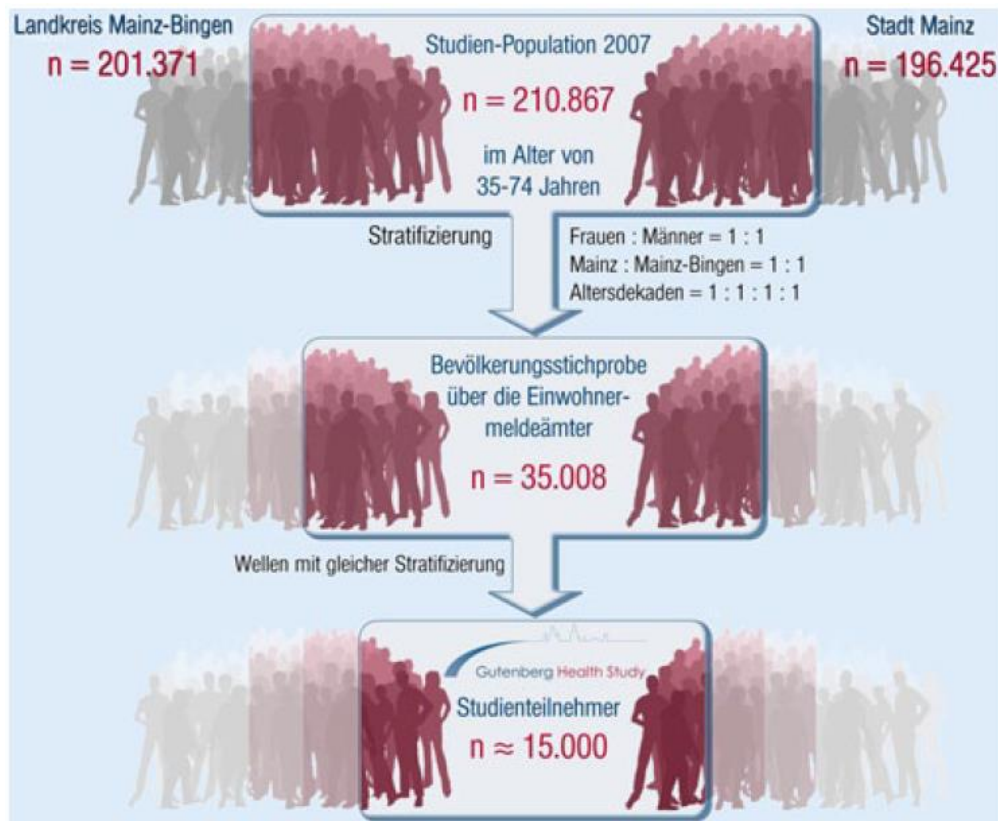 Landkreis Mainz-Bingen
n = 201.371
Studien-Population 2007
n = 210.867
im Alter von
35-74 Jahren
Stadt Mainz
n = 196.425
Stratifizierung
Frauen : Männer = 1 : 1
Mainz : Mainz-Bingen = 1 : 1
Altersdekaden = 1 : 1 : 1 : 1
Bevölkerungsstichprobe
über die Einwohner-
meldeämter
n = 35.008
Wellen mit gleicher Stratifizierung
Gutenberg Health Study
Studienteilnehmer
n ≈ 15.000